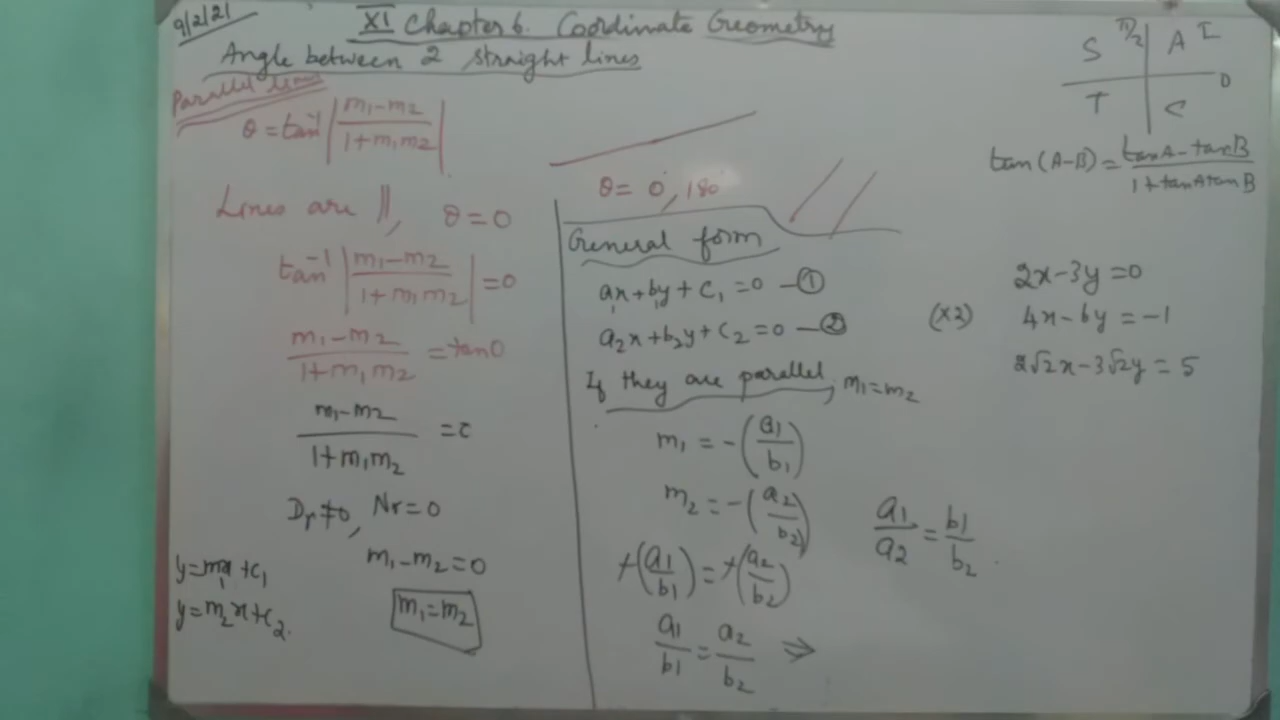 9/2/21
XI Chapter 6. Coordinate Geometry
Angle between 2 straight lines
Parallel lines
θ = tan⁻¹ |(m₁-m₂)/(1+m₁m₂)|
Lines are ||, θ = 0
tan⁻¹ |(m₁-m₂)/(1+m₁m₂)| = 0
(m₁-m₂)/(1+m₁m₂) = tan 0
(m₁-m₂)/(1+m₁m₂) = 0
Dr ≠ 0, Nr = 0
m₁-m₂ = 0
m₁ = m₂
y = m₁x + c₁
y = m₂x + c₂.
θ = 0, 180°
General form
a₁x + b₁y + c₁ = 0 — ①
a₂x + b₂y + c₂ = 0 — ②
If they are parallel, m₁ = m₂
m₁ = -(a₁/b₁)
m₂ = -(a₂/b₂)
-(a₁/b₁) = -(a₂/b₂)
a₁/b₁ = a₂/b₂ ⇒
a₁/a₂ = b₁/b₂.
S π/2 A I
0
T C
tan(A-B) = (tanA - tanB)/(1+tanAtanB)
2x-3y=0
(x2) 4x-6y=-1
2√2x-3√2y=5